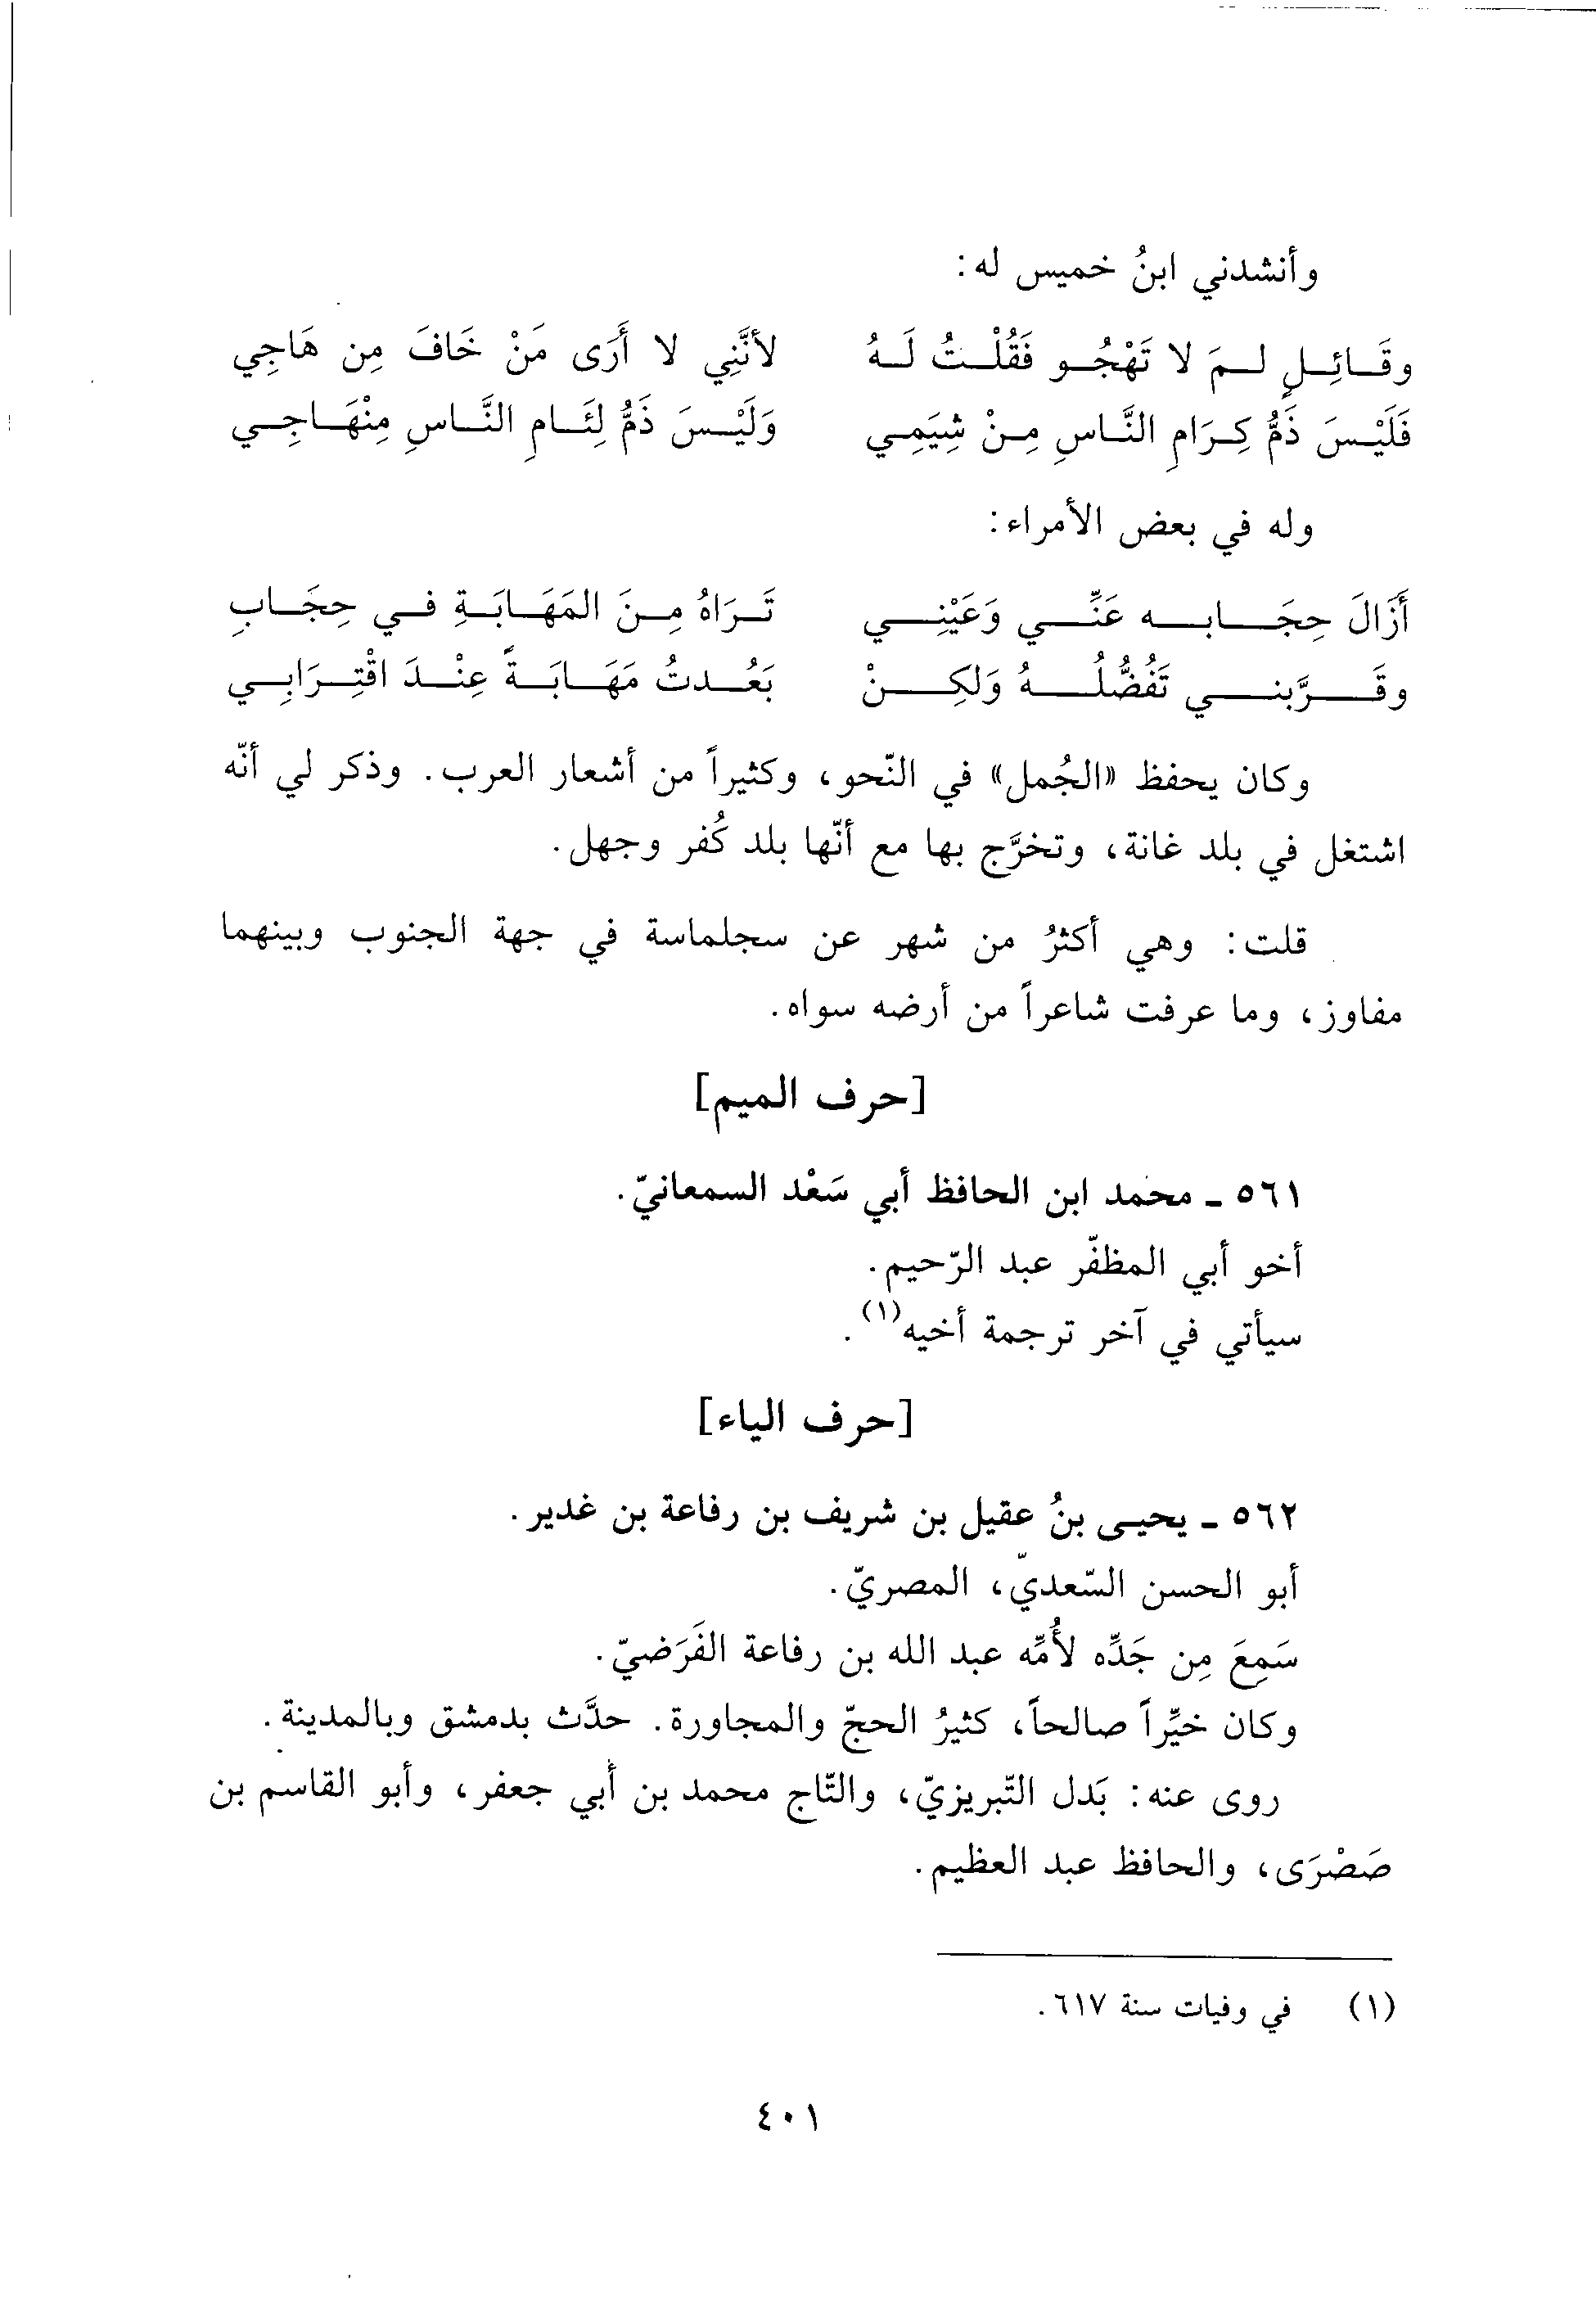 وأنشدني ابنُ خميس له:
وقَائِلٍ لمَ لا تَهْجُو فَقُلْتُ لَهُ لأنَّنِي لا أَرَى مَنْ خَافَ مِن هَاجِي
فَلَيْسَ ذَمُّ كِرَامِ النَّاسِ مِنْ شِيَمِي وَلَيْسَ ذَمُّ لِئَامِ النَّاسِ مِنْهَاجِي
وله في بعض الأمراء:
أَزَالَ حِجَابه عَنِّي وَعَيْنِي تَرَاهُ مِنَ المَهَابَةِ في حِجَابِ
وقَرَّبني تَفُضُّلُهُ وَلكِنْ بَعُدتُ مَهَابَةً عِنْدَ اقْتِرَابِي
وكان يحفظ «الجُمل» في النّحو، وكثيراً من أشعار العرب. وذكر لي أنّه
اشتغل في بلد غانة، وتخرَّج بها مع أنّها بلد كُفر وجهل.
قلت: وهي أكثرُ من شهر عن سجلماسة في جهة الجنوب وبينهما
مفاوز، وما عرفت شاعراً من أرضه سواه.
[حرف الميم]
٥٦١ ـ محمد ابن الحافظ أبي سَعْد السمعانيّ.
أخو أبي المظفّر عبد الرّحيم.
سيأتي في آخر ترجمة أخيه(١).
[حرف الياء]
٥٦٢ ـ يحيى بنُ عقيل بن شريف بن رفاعة بن غدير.
أبو الحسن السّعديّ، المصريّ.
سَمِعَ مِن جَدِّه لأُمِّه عبد الله بن رفاعة الفَرَضيّ.
وكان خيِّراً صالحاً، كثيرُ الحجّ والمجاورة. حدَّث بدمشق وبالمدينة.
روى عنه: بَدل التّبريزيّ، والتّاج محمد بن أبي جعفر، وأبو القاسم بن
صَصْرَى، والحافظ عبد العظيم.
(١) في وفيات سنة ٦١٧.
٤٠١